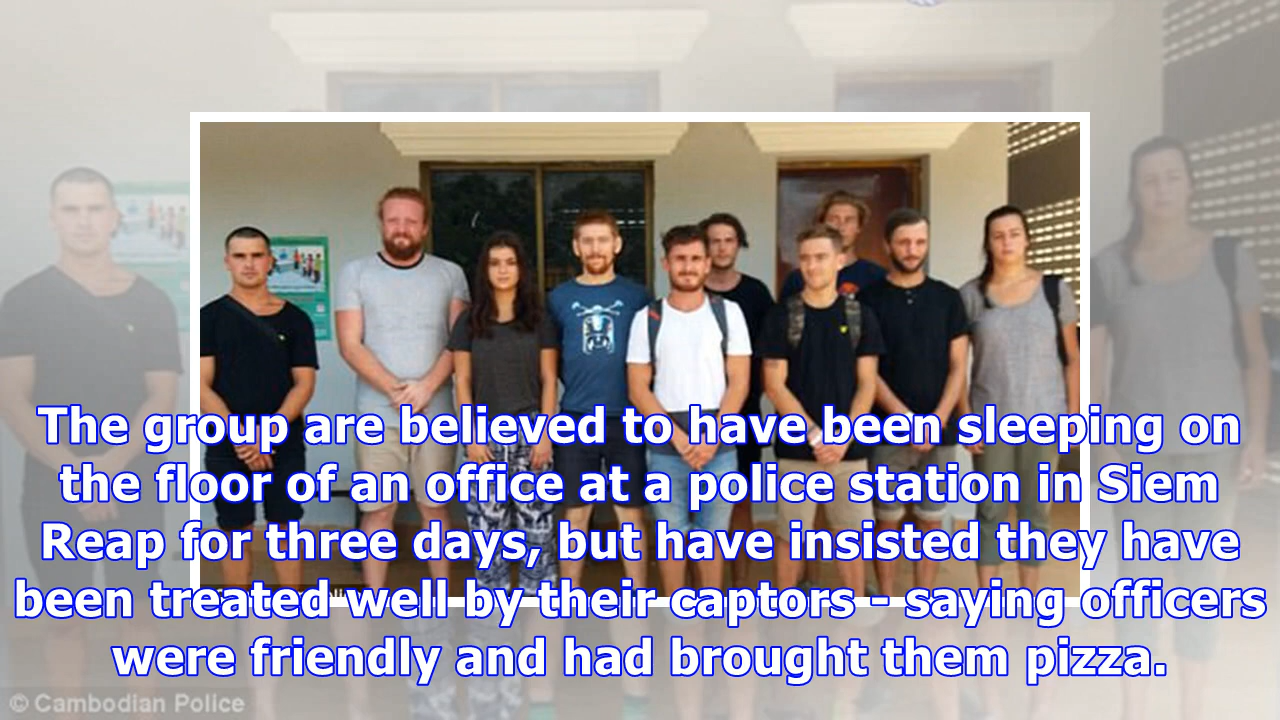 The group are believed to have been sleeping on
the floor of an office at a police station in Siem
Reap for three days, but have insisted they have
been treated well by their captors - saying officers
were friendly and had brought them pizza.
© Cambodian Police